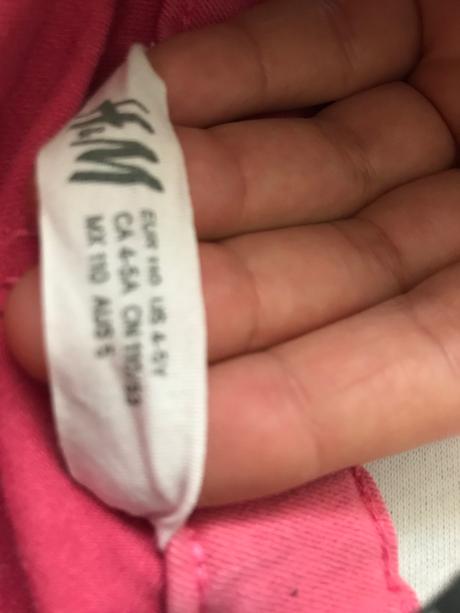 H&M
EUR 110 US 4-5Y
CA 4-5A CN 110/53
MX 110 AUS 5